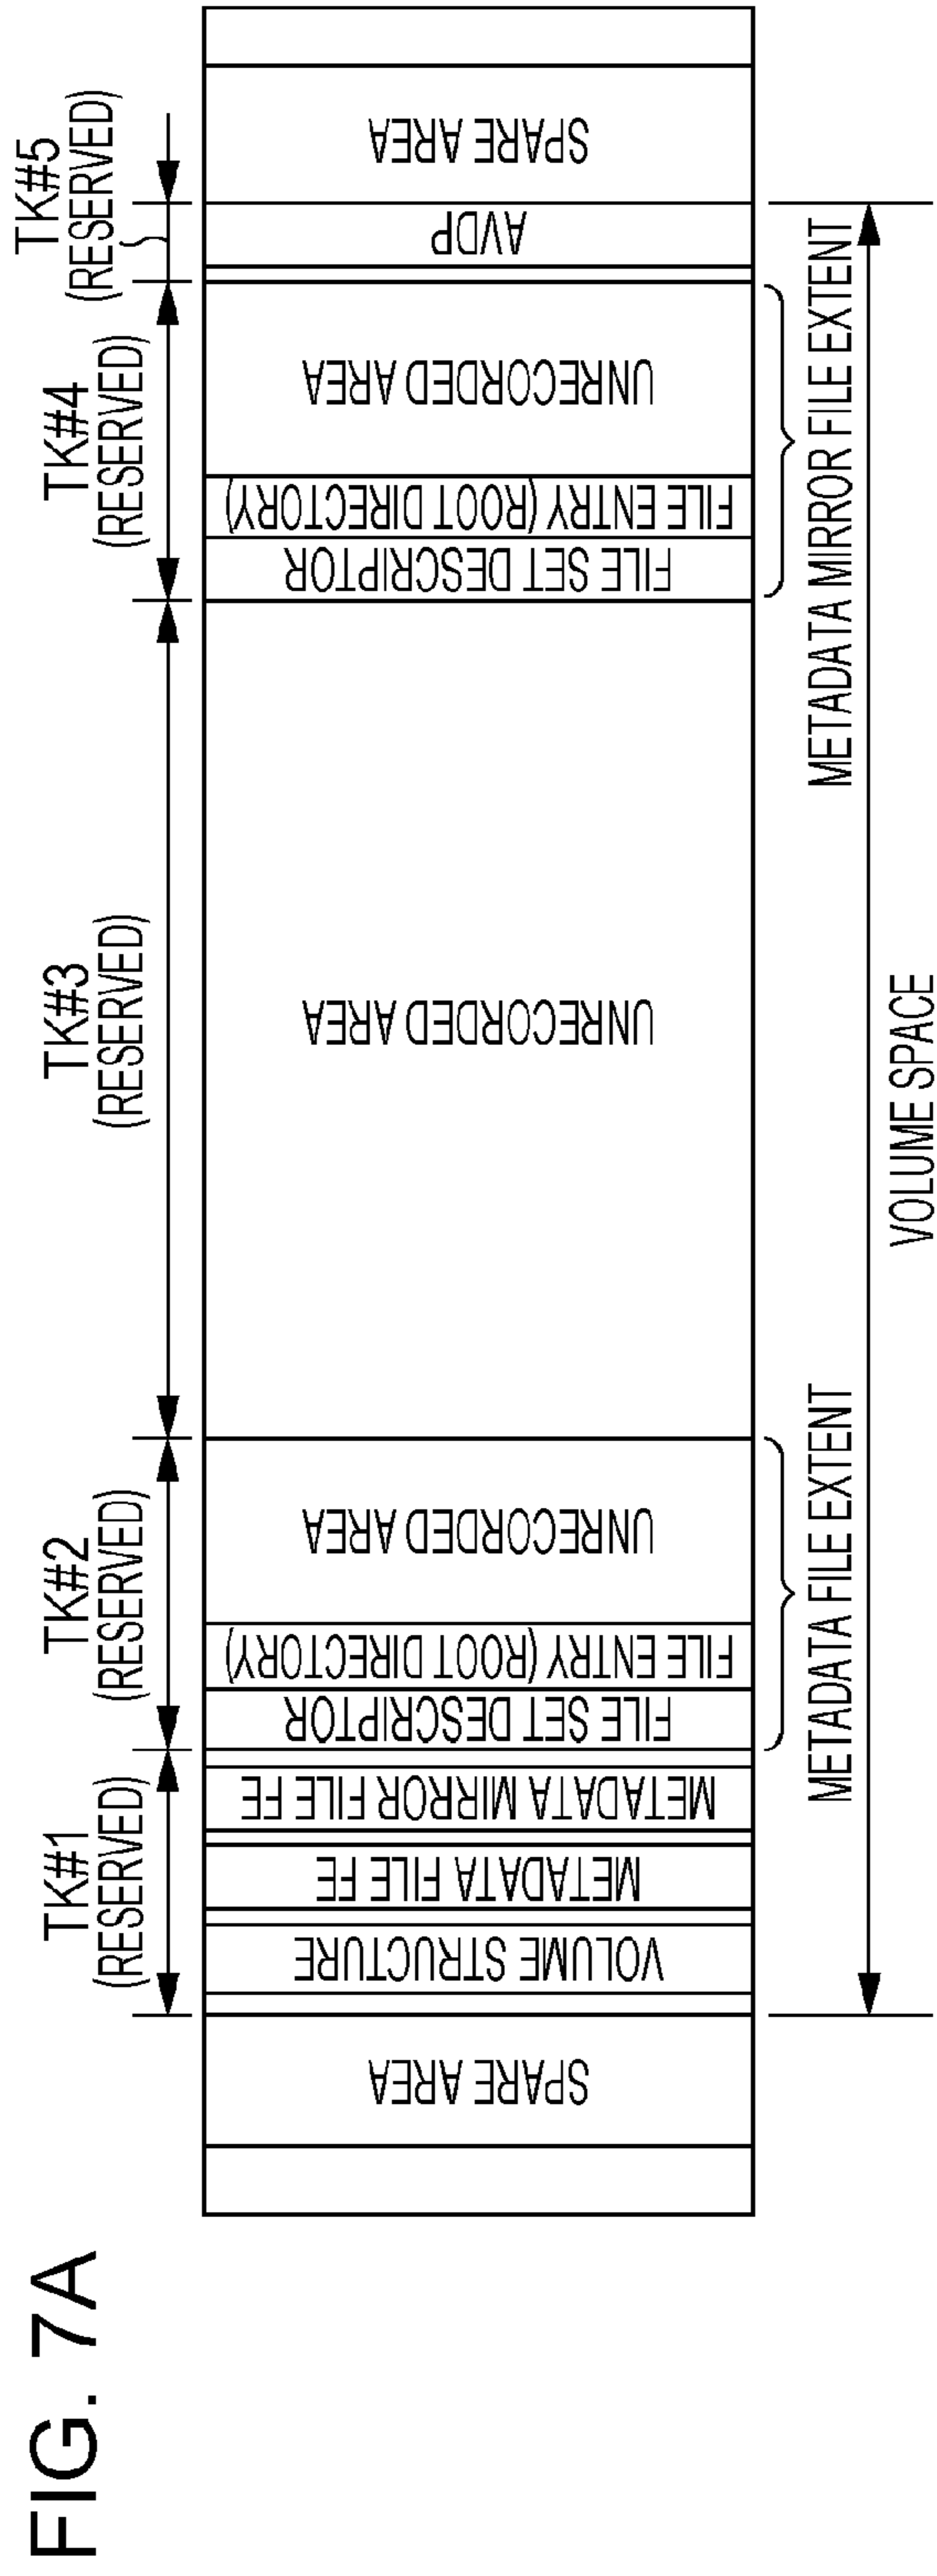 FIG. 7A
TK#1
(RESERVED)
TK#2
(RESERVED)
TK#3
(RESERVED)
TK#4
(RESERVED)
TK#5
(RESERVED)
SPARE AREA
VOLUME STRUCTURE
METADATA FILE FE
METADATA MIRROR FILE FE
FILE SET DESCRIPTOR
FILE ENTRY (ROOT DIRECTORY)
UNRECORDED AREA
UNRECORDED AREA
FILE SET DESCRIPTOR
FILE ENTRY (ROOT DIRECTORY)
UNRECORDED AREA
AVDP
SPARE AREA
METADATA FILE EXTENT
METADATA MIRROR FILE EXTENT
VOLUME SPACE